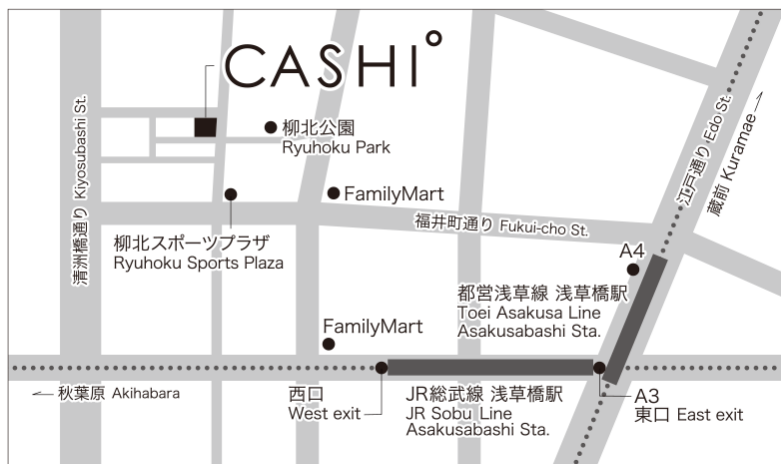 CASHI°
柳北公園
Ryuhoku Park
清洲橋通り Kiyosubashi St.
江戸通り Edo St.
蔵前 Kuramae
FamilyMart
福井町通り Fukui-cho St.
柳北スポーツプラザ
Ryuhoku Sports Plaza
A4
都営浅草線 浅草橋駅
Toei Asakusa Line
Asakusabashi Sta.
FamilyMart
← 秋葉原 Akihabara
西口
West exit
JR総武線 浅草橋駅
JR Sobu Line
Asakusabashi Sta.
A3
東口 East exit